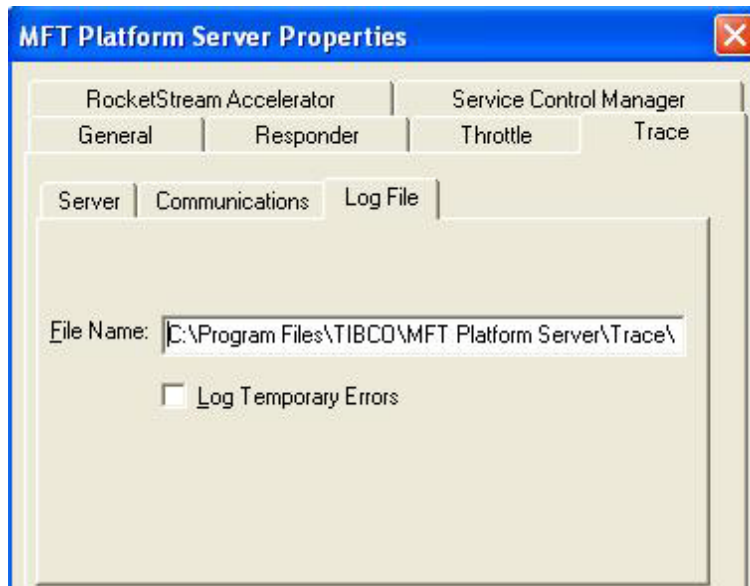 MFT Platform Server Properties
RocketStream Accelerator Service Control Manager
General Responder Throttle Trace
Server Communications Log File
File Name: C:\Program Files\TIBCO\MFT Platform Server\Trace\
Log Temporary Errors